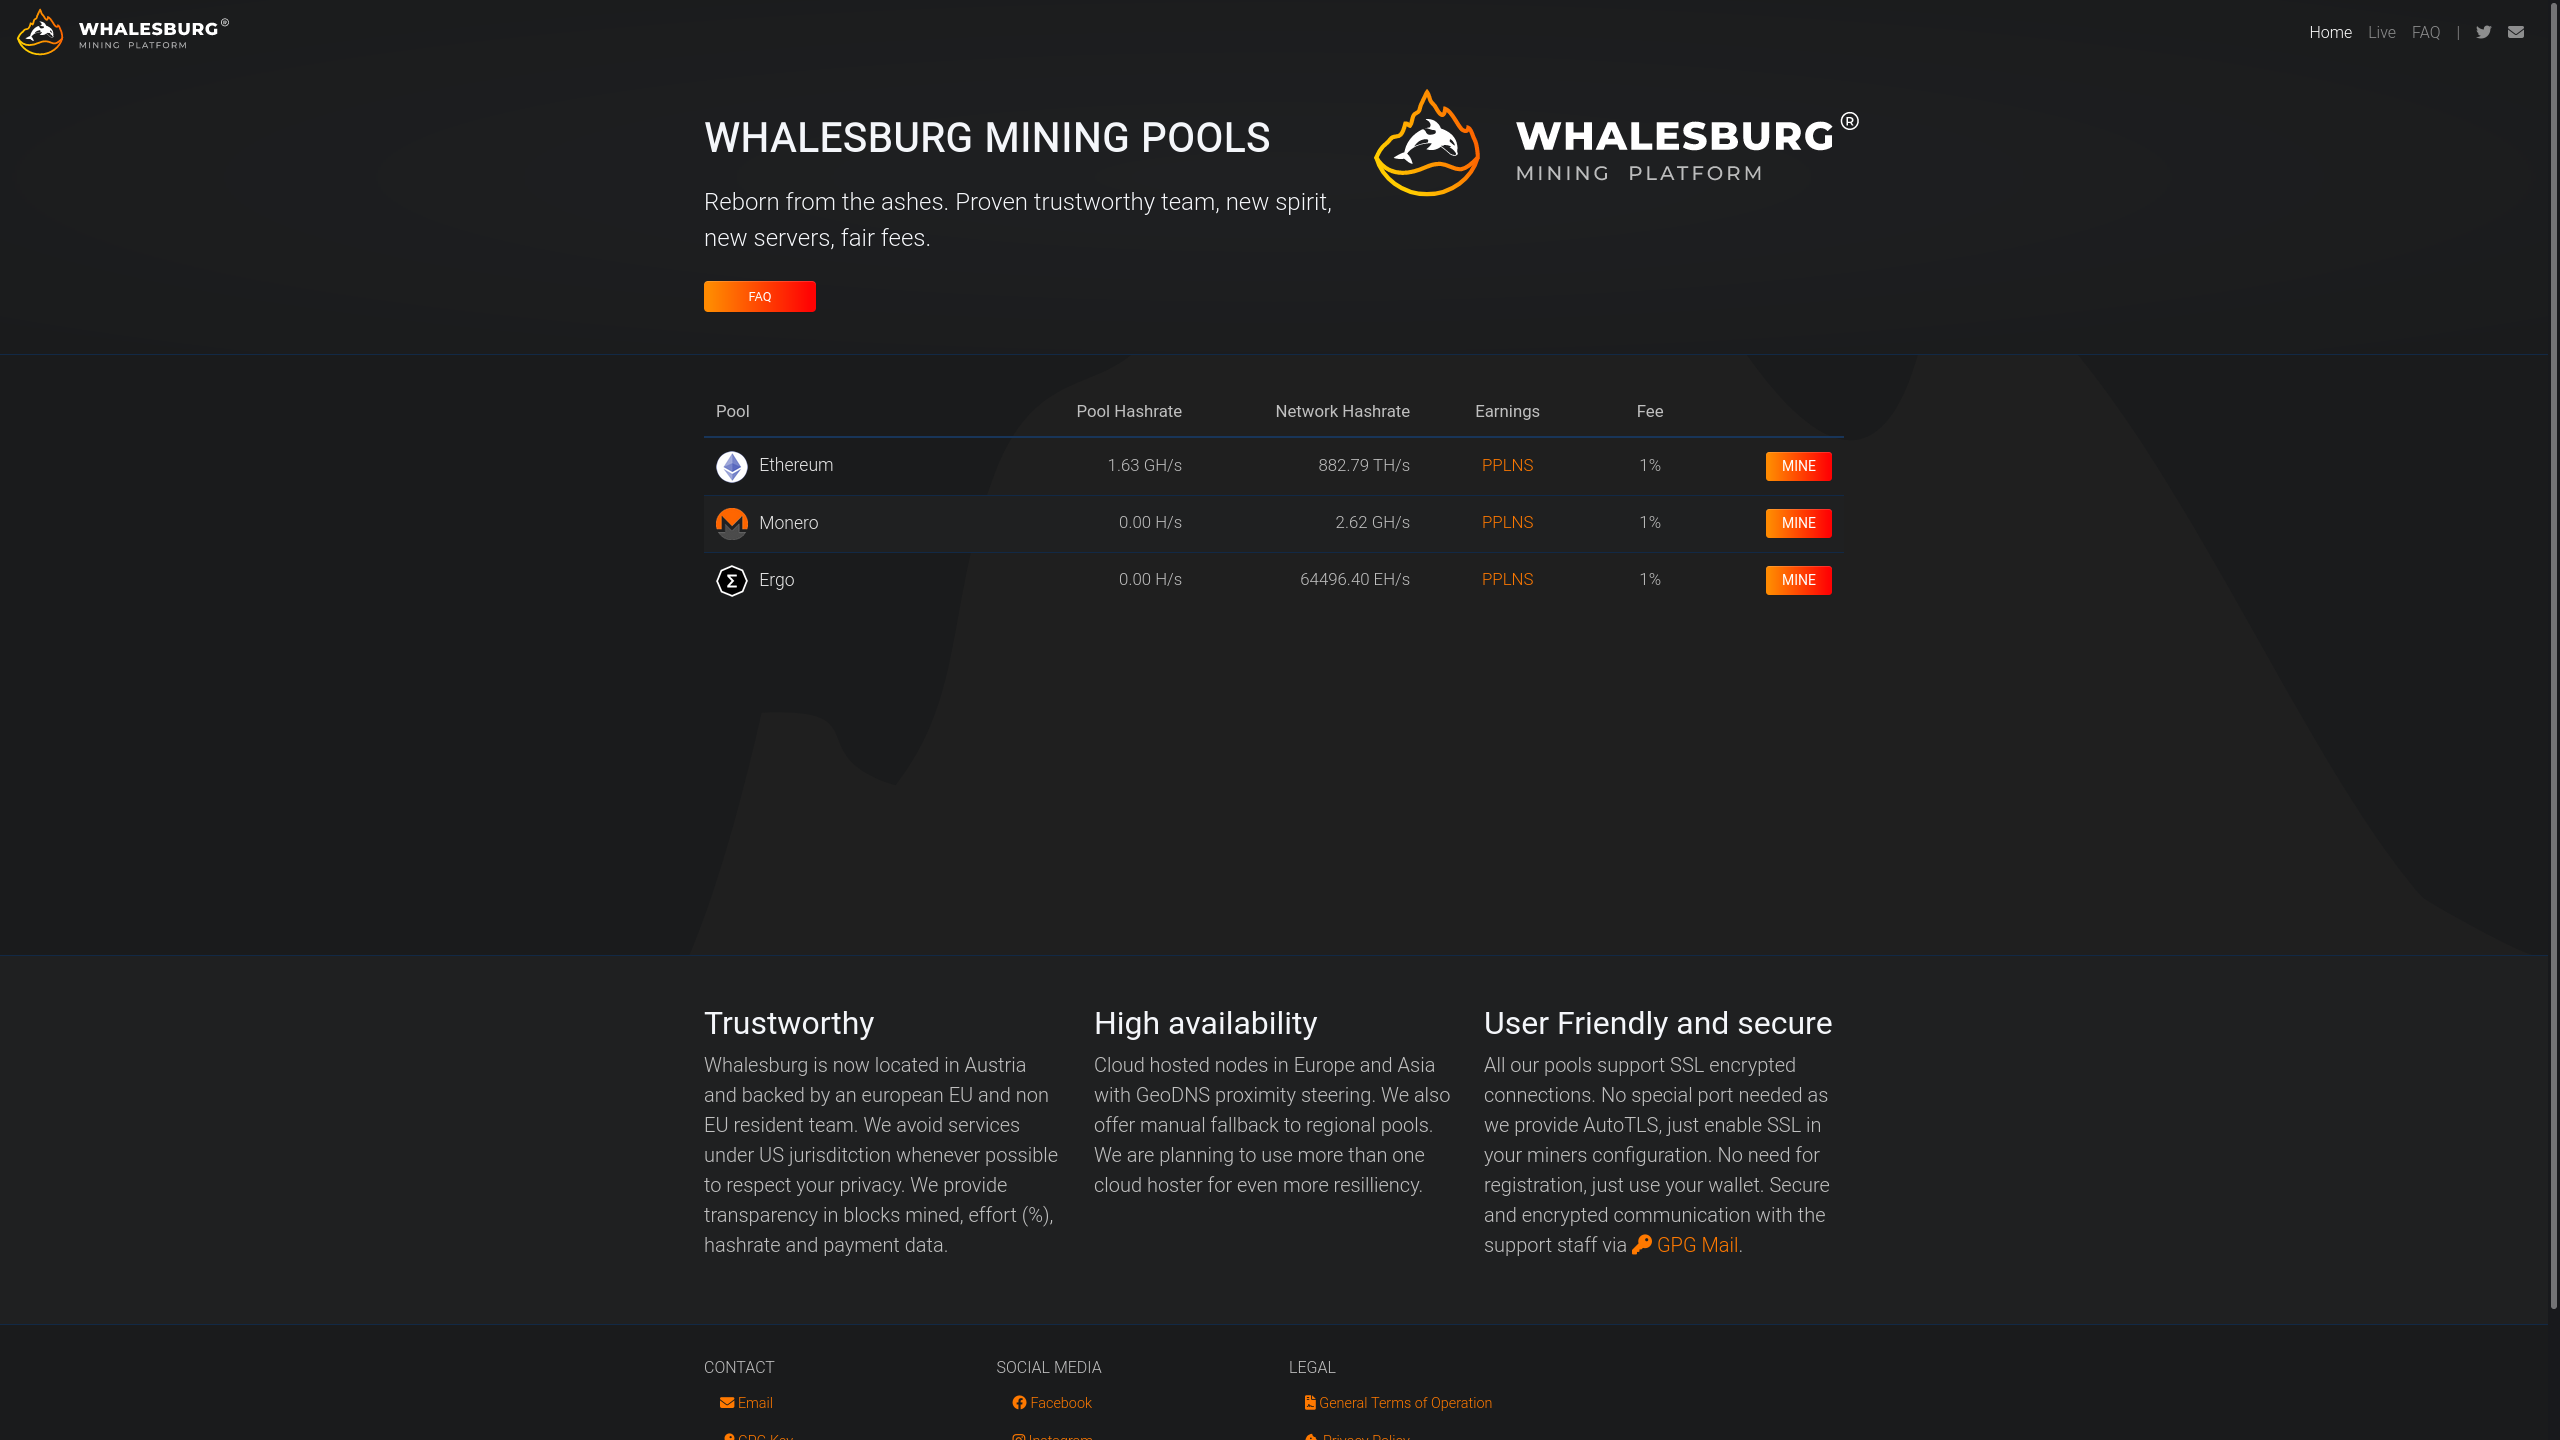 WHALESBURG®
MINING PLATFORM
Home Live FAQ |
WHALESBURG MINING POOLS
WHALESBURG®
MINING PLATFORM
Reborn from the ashes. Proven trustworthy team, new spirit,
new servers, fair fees.
FAQ
Pool Pool Hashrate Network Hashrate Earnings Fee
Ethereum 1.63 GH/s 882.79 TH/s PPLNS 1% MINE
Monero 0.00 H/s 2.62 GH/s PPLNS 1% MINE
Ergo 0.00 H/s 64496.40 EH/s PPLNS 1% MINE
Trustworthy
Whalesburg is now located in Austria
and backed by an european EU and non
EU resident team. We avoid services
under US jurisditction whenever possible
to respect your privacy. We provide
transparency in blocks mined, effort (%),
hashrate and payment data.
High availability
Cloud hosted nodes in Europe and Asia
with GeoDNS proximity steering. We also
offer manual fallback to regional pools.
We are planning to use more than one
cloud hoster for even more resilliency.
User Friendly and secure
All our pools support SSL encrypted
connections. No special port needed as
we provide AutoTLS, just enable SSL in
your miners configuration. No need for
registration, just use your wallet. Secure
and encrypted communication with the
support staff via GPG Mail.
CONTACT
Email
GPG Key
SOCIAL MEDIA
Facebook
Instagram
LEGAL
General Terms of Operation
Privacy Policy